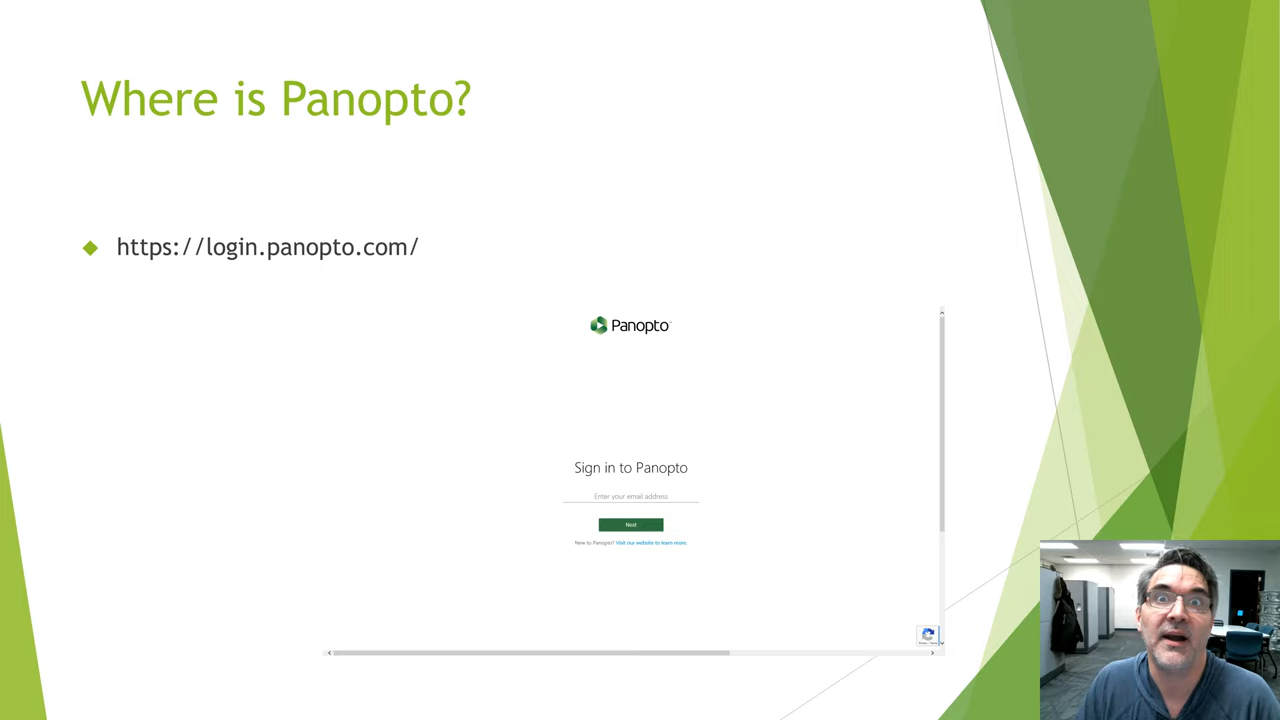 Where is Panopto?
https://login.panopto.com/
Panopto
Sign in to Panopto
Enter your email address
Next
New to Panopto? Visit our website to learn more.